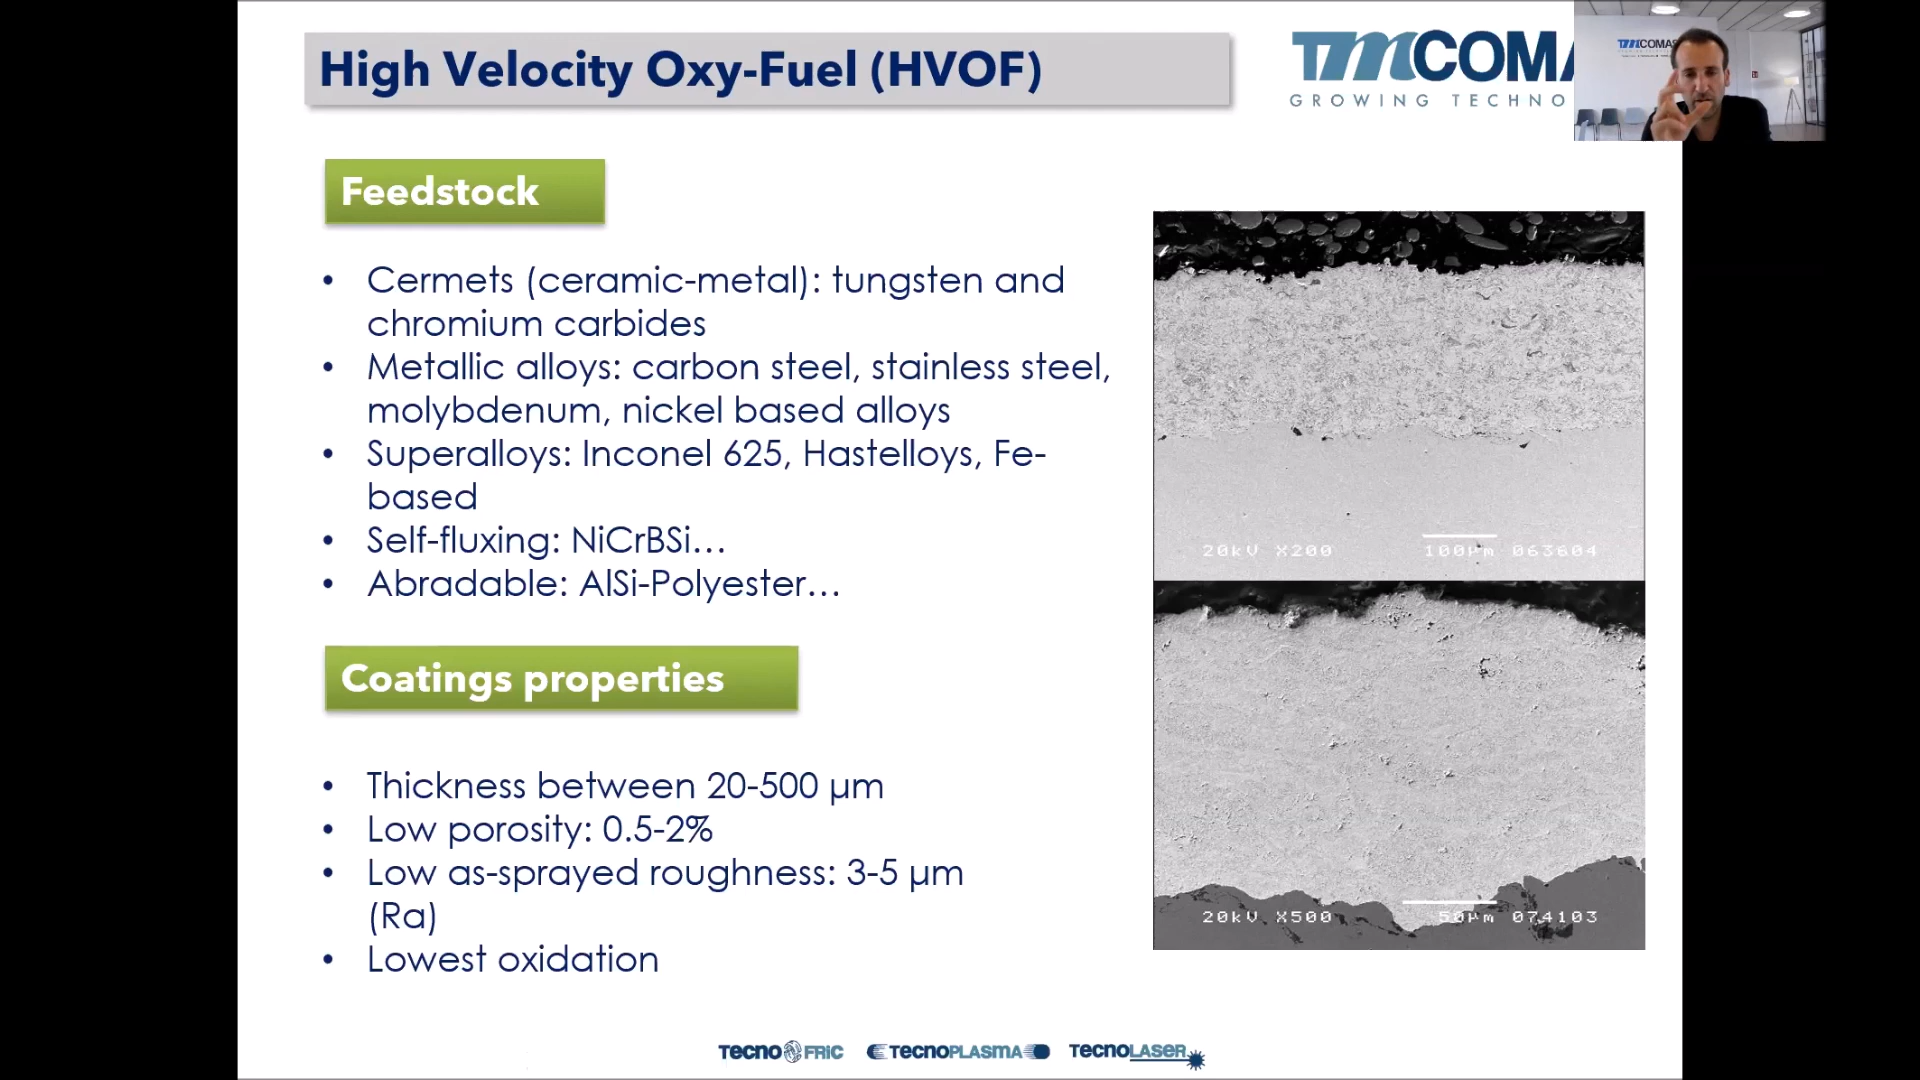 High Velocity Oxy-Fuel (HVOF)
TMCOMA
GROWING TECHNO
TMCOMAS
Feedstock
• Cermets (ceramic-metal): tungsten and
chromium carbides
• Metallic alloys: carbon steel, stainless steel,
molybdenum, nickel based alloys
• Superalloys: Inconel 625, Hastelloys, Fe-
based
• Self-fluxing: NiCrBSi…
• Abradable: AlSi-Polyester…
20kV X200 100µm 063604
Coatings properties
• Thickness between 20-500 µm
• Low porosity: 0.5-2%
• Low as-sprayed roughness: 3-5 µm
(Ra)
• Lowest oxidation
20kV X500 50µm 074103
TECNOFRIC TECNOPLASMA TECNOLASER